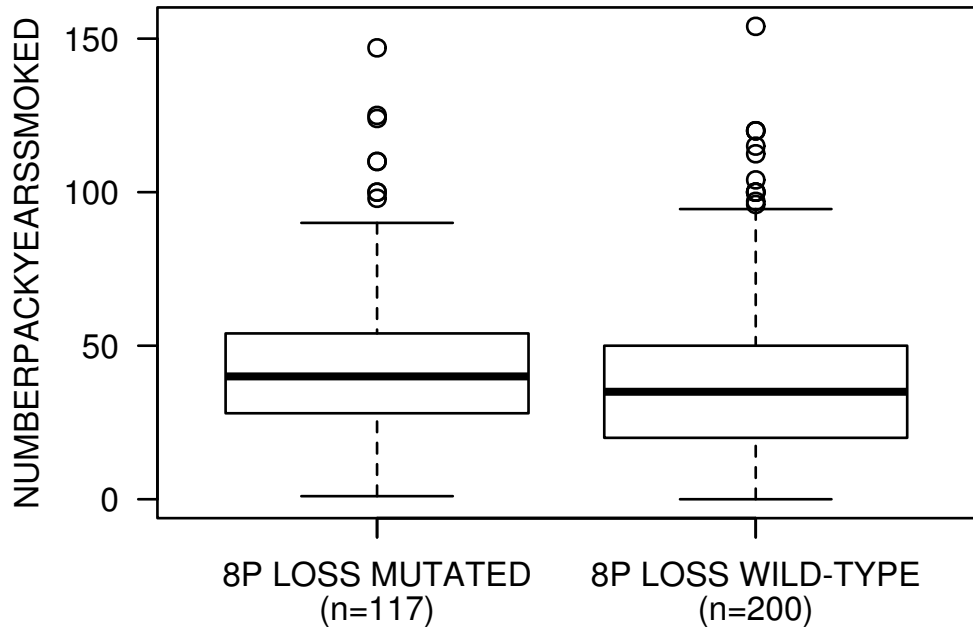 NUMBERPACKYEARSSMOKED
150
100
50
0
8P LOSS MUTATED
(n=117)
8P LOSS WILD-TYPE
(n=200)